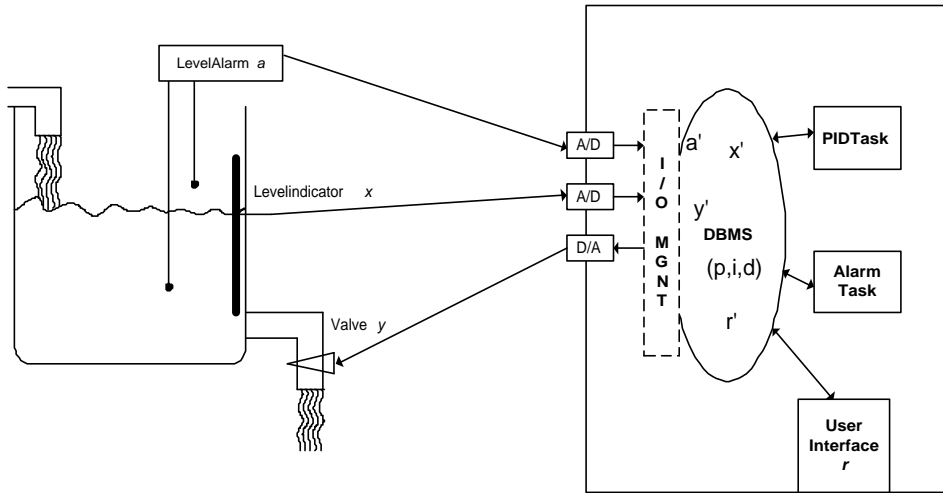 LevelAlarm a
A/D
a'
x'
PIDTask
I
/
O
M
G
N
T
Levelindicator x
A/D
y'
DBMS
D/A
(p,i,d)
Alarm
Task
Valve y
r'
User
Interface
r